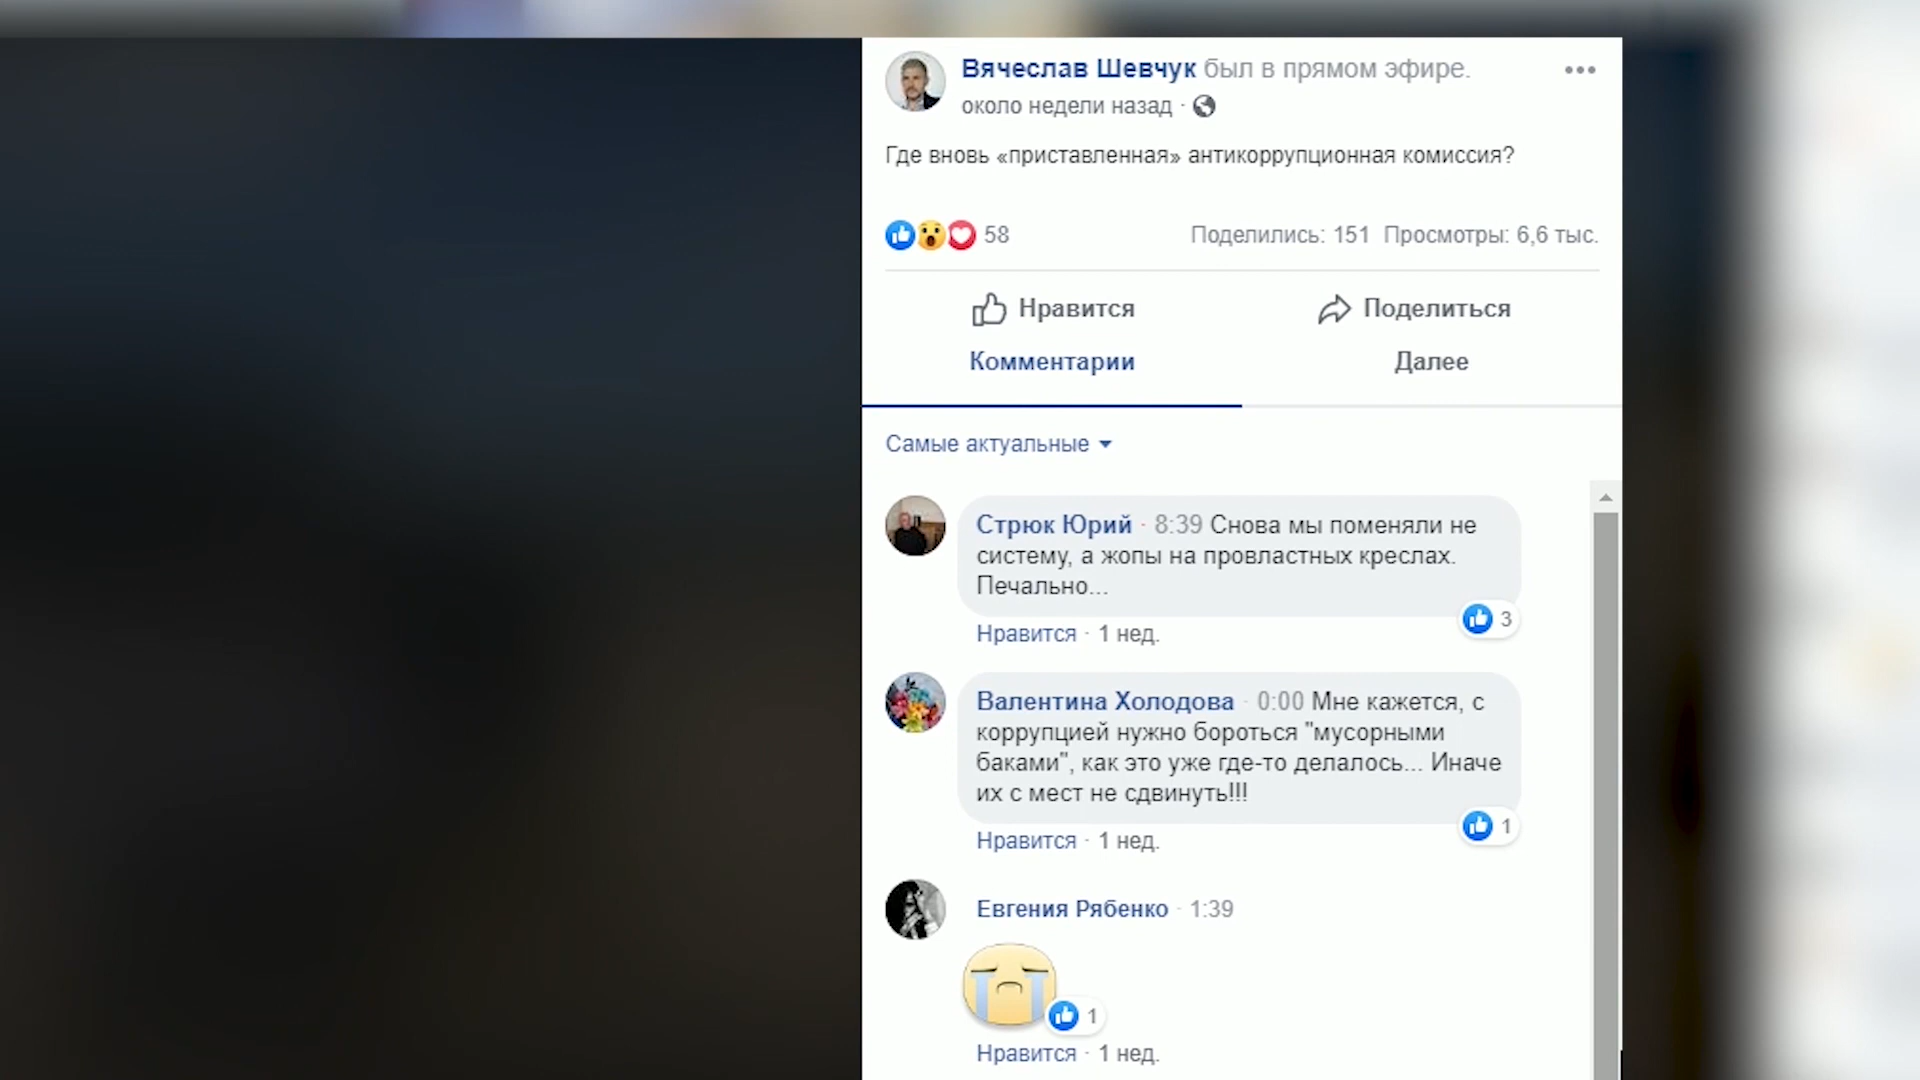 Вячеслав Шевчук был в прямом эфире.
около недели назад ·
Где вновь «приставленная» антикоррупционная комиссия?
58 Поделились: 151 Просмотры: 6,6 тыс.
Нравится Поделиться
Комментарии Далее
Самые актуальные
Стрюк Юрий · 8:39 Снова мы поменяли не
систему, а жопы на провластных креслах.
Печально...
3
Нравится · 1 нед.
Валентина Холодова · 0:00 Мне кажется, с
коррупцией нужно бороться "мусорными
баками", как это уже где-то делалось... Иначе
их с мест не сдвинуть!!!
1
Нравится · 1 нед.
Евгения Рябенко · 1:39
1
Нравится · 1 нед.